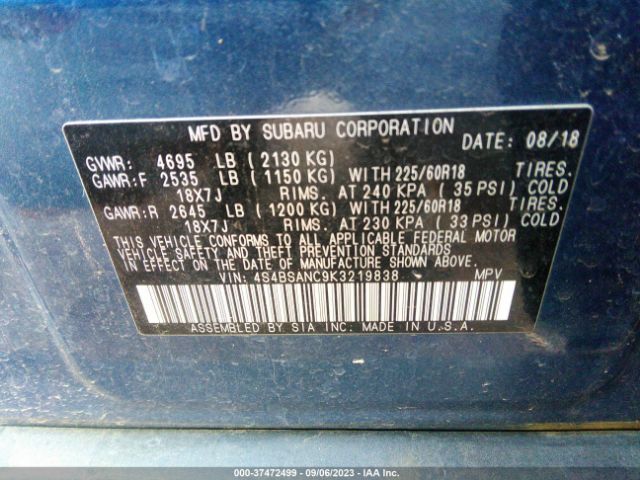 MFD BY SUBARU CORPORATION DATE: 08/18
GVWR: 4695 LB (2130 KG)
GAWR:F 2535 LB (1150 KG) WITH 225/60R18 TIRES.
18X7J RIMS. AT 240 KPA (35 PSI) COLD
GAWR:R 2645 LB (1200 KG) WITH 225/60R18 TIRES.
18X7J RIMS. AT 230 KPA (33 PSI) COLD.
THIS VEHICLE CONFORMS TO ALL APPLICABLE FEDERAL MOTOR
VEHICLE SAFETY, BUMPER, AND THEFT PREVENTION STANDARDS
IN EFFECT ON THE DATE OF MANUFACTURE SHOWN ABOVE.
VIN: 4S4BSANC9K3219838 MPV
ASSEMBLED BY SIA INC. MADE IN U.S.A.
000-37472499 - 09/06/2023 - IAA Inc.